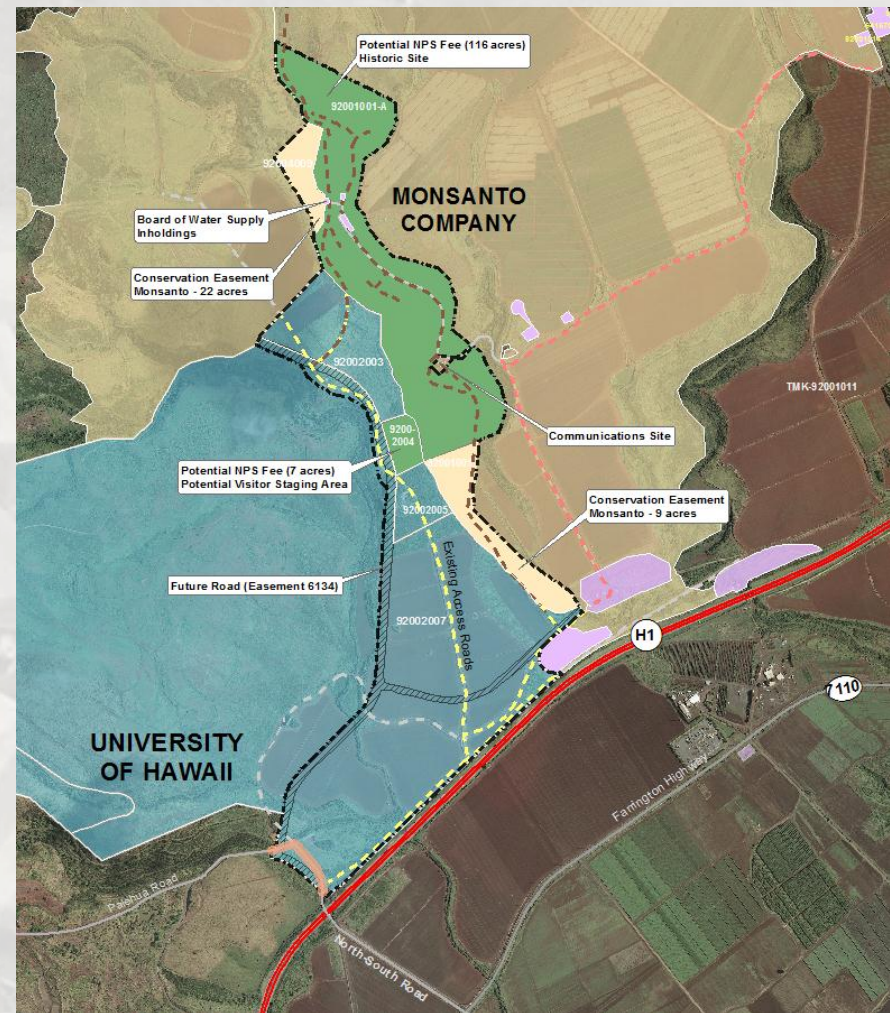 Potential NPS Fee (116 acres)
Historic Site
92001001-A
MONSANTO
COMPANY
Board of Water Supply
Inholdings
Conservation Easement
Monsanto - 22 acres
92002003
TMK-92001011
9200-
2004
Communications Site
Potential NPS Fee (7 acres)
Potential Visitor Staging Area
Conservation Easement
Monsanto - 9 acres
92002005
Existing Access Roads
Future Road (Easement 6134)
92002007
H1
7110
UNIVERSITY
OF HAWAII
Farrington Highway
Palehua Road
North-South Road